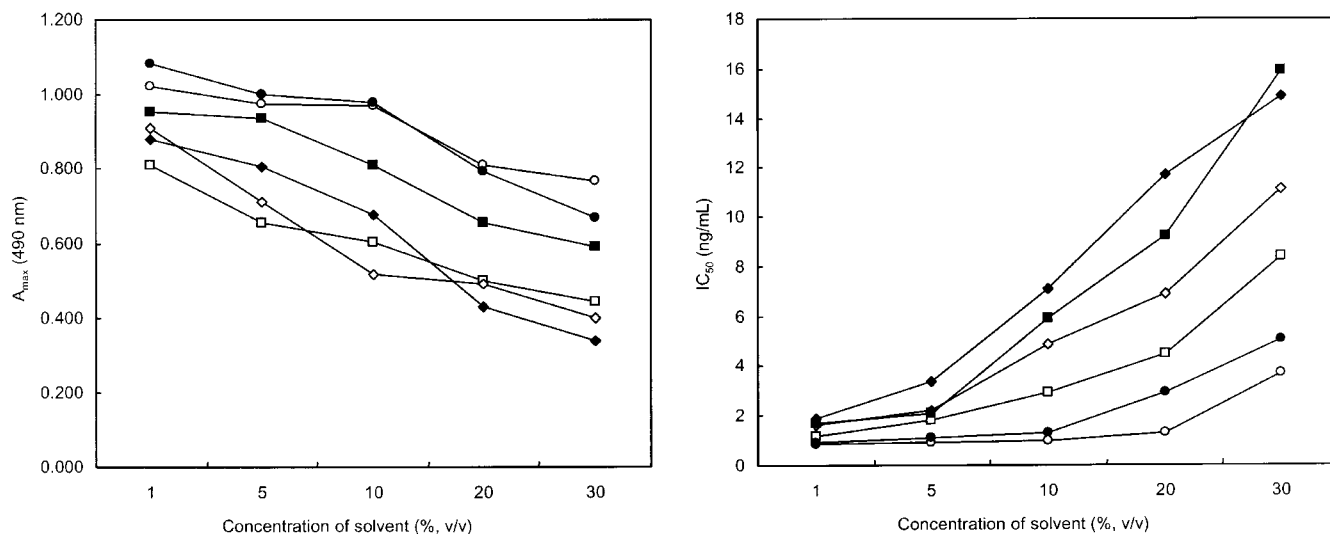 1.200
1.000
0.800
0.600
0.400
0.200
0.000
A_max (490 nm)
1 5 10 20 30
Concentration of solvent (%, v/v)
18
16
14
12
10
8
6
4
2
0
IC_50 (ng/mL)
1 5 10 20 30
Concentration of solvent (%, v/v)